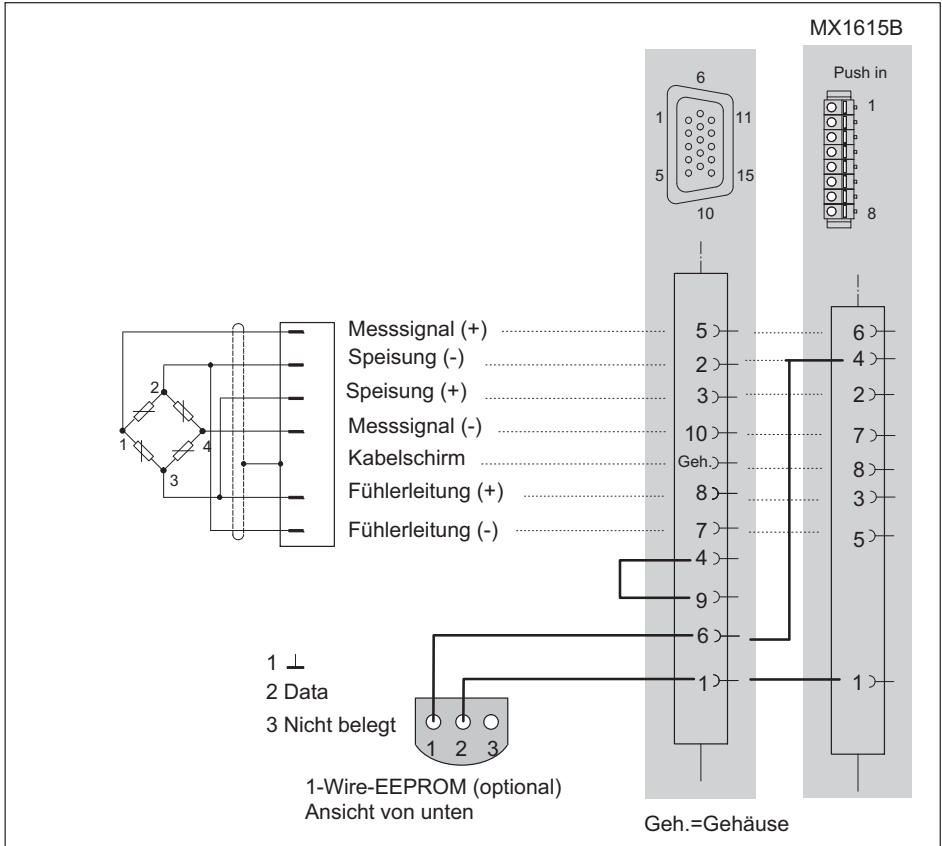 MX1615B
6
1
11
5
15
10
Push in
1
8
Messsignal (+)
5
6
Speisung (-)
2
4
Speisung (+)
3
2
Messsignal (-)
10
7
Kabelschirm
Geh.
8
Fühlerleitung (+)
8
3
Fühlerleitung (-)
7
5
4
9
6
1
1
2
1
4
3
1 ⊥
2 Data
3 Nicht belegt
1 2 3
1-Wire-EEPROM (optional)
Ansicht von unten
Geh.=Gehäuse